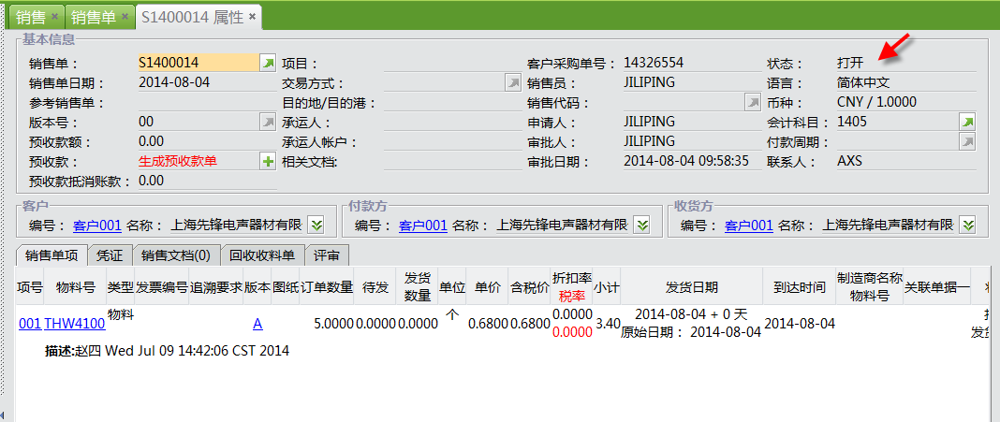 销售 × 销售单 × S1400014 属性 ×
基本信息
销售单： S1400014 项目： 客户采购单号： 14326554 状态： 打开
销售单日期： 2014-08-04 交易方式： 销售员： JILIPING 语言： 简体中文
参考销售单： 目的地/目的港： 销售代码： 币种： CNY / 1.0000
版本号： 00 承运人： 申请人： JILIPING 会计科目： 1405
预收款额： 0.00 承运人帐户： 审批人： JILIPING 付款周期：
预收款： 生成预收款单 相关文档: 审批日期： 2014-08-04 09:58:35 联系人： AXS
预收款抵消账款： 0.00
客户 付款方 收货方
编号： 客户001 名称： 上海先锋电声器材有限 编号： 客户001 名称： 上海先锋电声器材有限 编号： 客户001 名称： 上海先锋电声器材有限
销售单项 凭证 销售文档(0) 回收收料单 评审
项号 物料号 类型 发票编号 追溯要求 版本 图纸 订单数量 待发 发货数量 单位 单价 含税价 折扣率 税率 小计 发货日期 到达时间 制造商名称 物料号 关联单据一
001 THW4100 物料 A 5.0000 0.0000 0.0000 个 0.6800 0.6800 0.0000 0.0000 3.40 2014-08-04 + 0 天 原始日期： 2014-08-04 2014-08-04
描述:赵四 Wed Jul 09 14:42:06 CST 2014